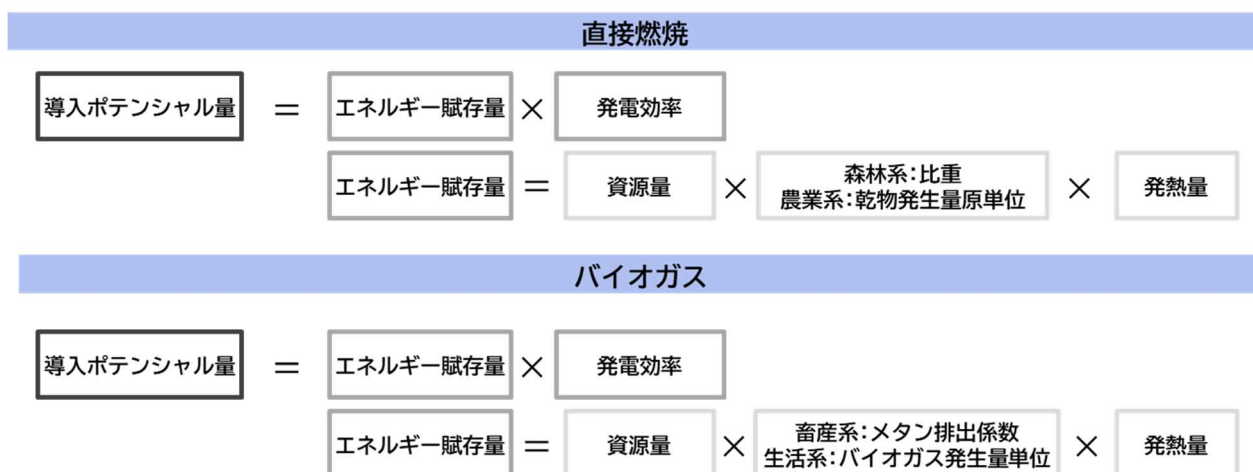 直接燃焼
導入ポテンシャル量 = エネルギー賦存量 × 発電効率
エネルギー賦存量 = 資源量 × 森林系:比重 × 発熱量
農業系:乾物発生量原単位
バイオガス
導入ポテンシャル量 = エネルギー賦存量 × 発電効率
エネルギー賦存量 = 資源量 × 畜産系:メタン排出係数 × 発熱量
生活系:バイオガス発生量単位